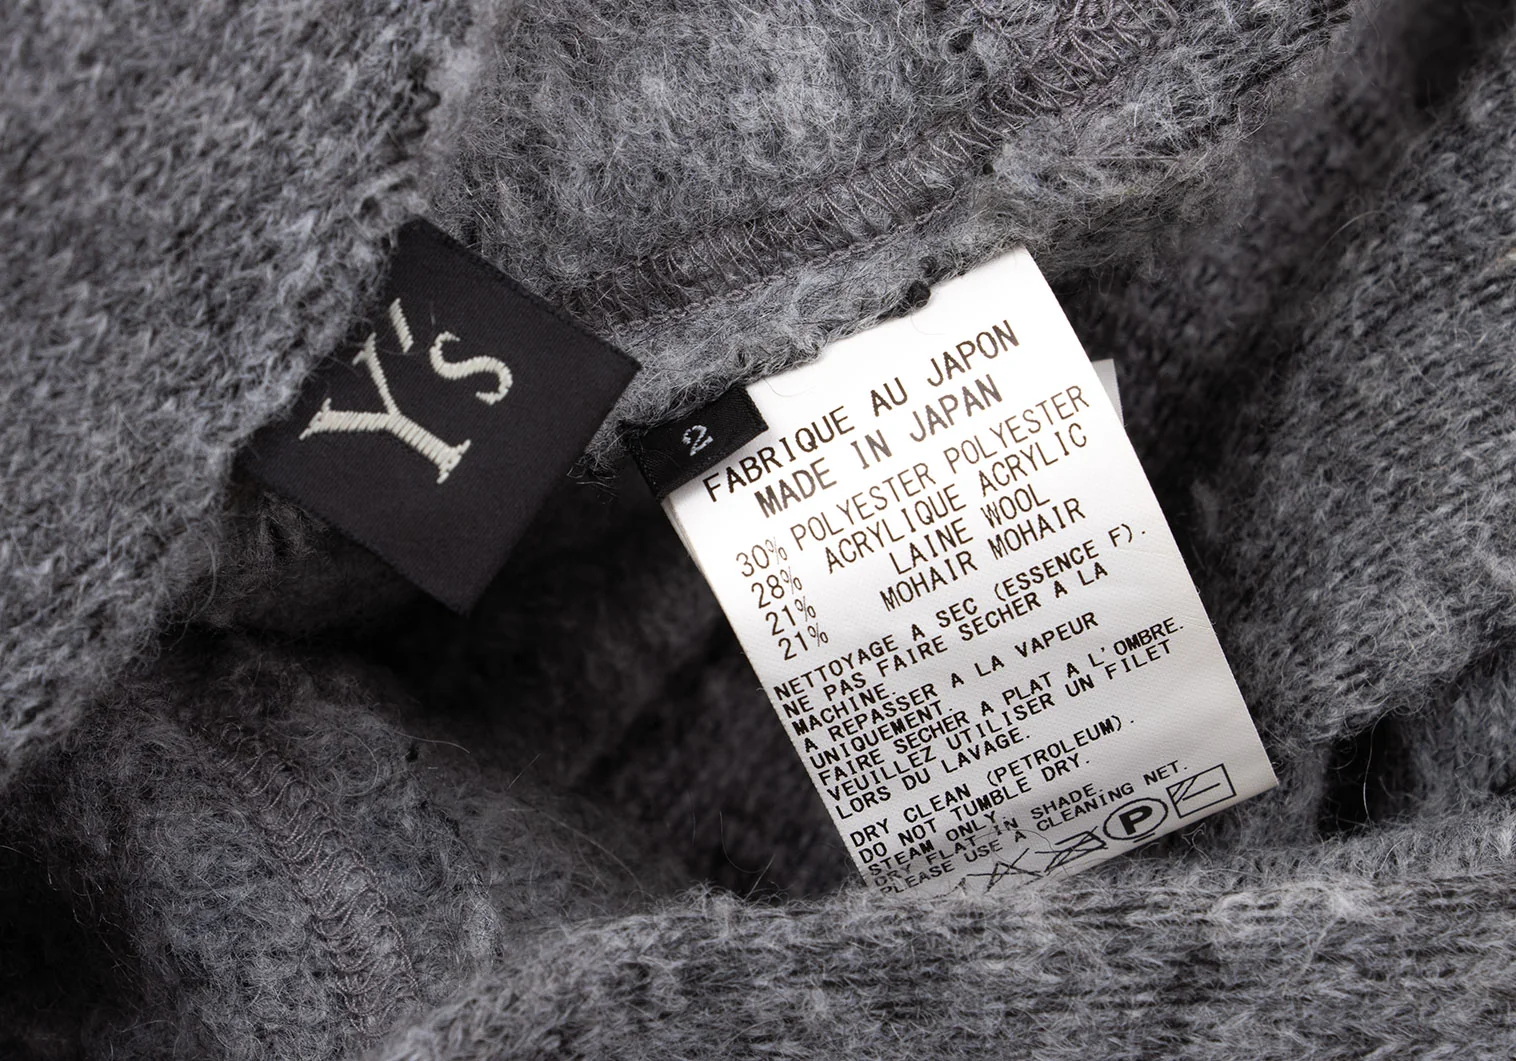 Y's
2
FABRIQUE AU JAPON
MADE IN JAPAN
30% POLYESTER POLYESTER
28% ACRYLIQUE ACRYLIC
21% LAINE WOOL
21% MOHAIR MOHAIR
NETTOYAGE A SEC (ESSENCE F).
NE PAS FAIRE SECHER A LA
MACHINE.
A REPASSER A LA VAPEUR
UNIQUEMENT.
FAIRE SECHER A PLAT A L'OMBRE.
VEUILLEZ UTILISER UN FILET
LORS DU LAVAGE.
DRY CLEAN (PETROLEUM).
DO NOT TUMBLE DRY.
STEAM ONLY.
DRY FLAT IN SHADE.
PLEASE USE A CLEANING NET.
P